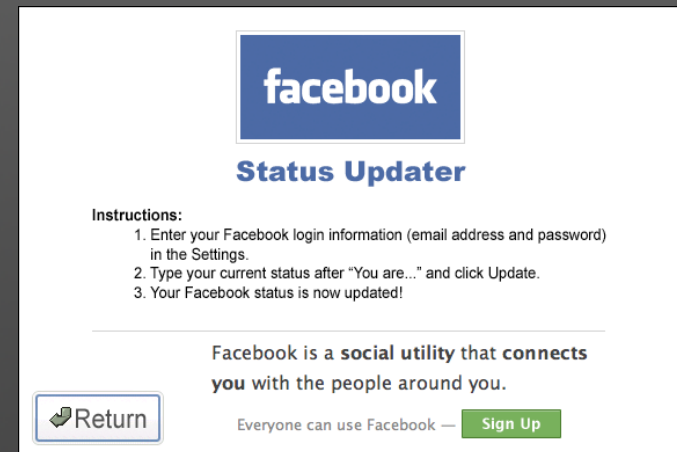 facebook
Status Updater
Instructions:
1. Enter your Facebook login information (email address and password)
in the Settings.
2. Type your current status after “You are...” and click Update.
3. Your Facebook status is now updated!
Facebook is a social utility that connects
you with the people around you.
Return
Everyone can use Facebook — Sign Up